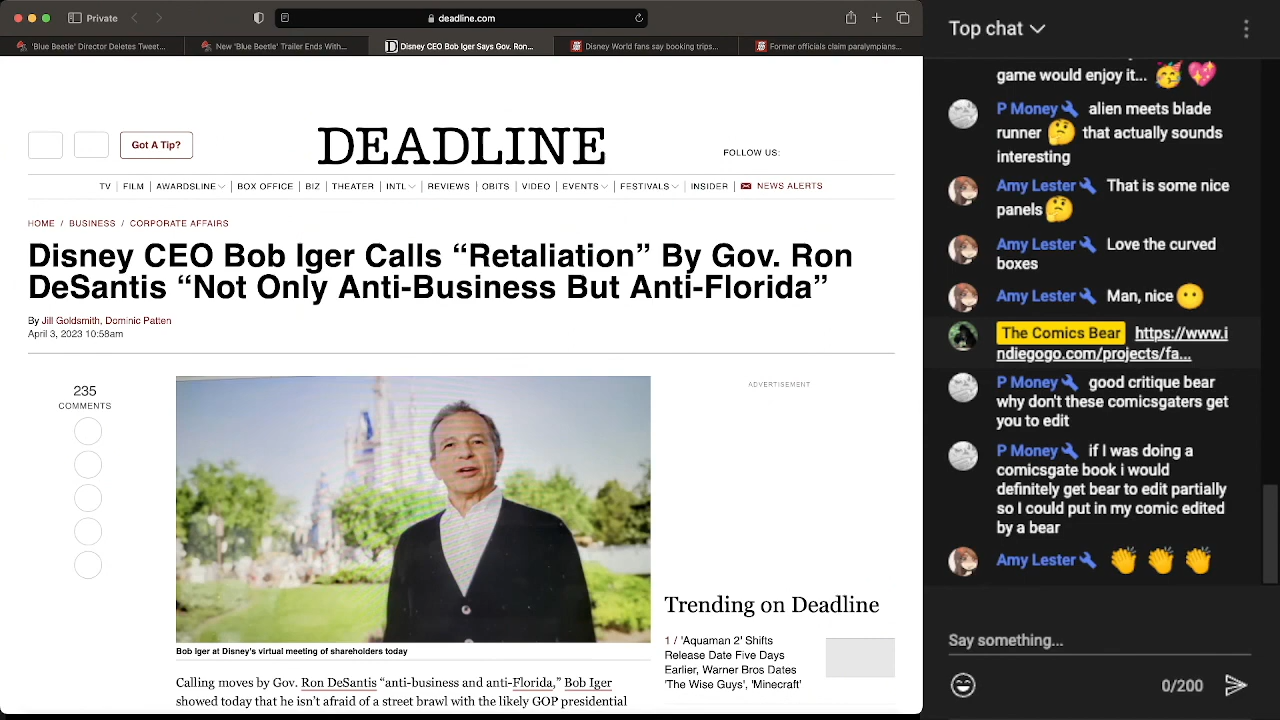 Private
deadline.com
'Blue Beetle' Director Deletes Tweet...
New 'Blue Beetle' Trailer Ends With...
Disney CEO Bob Iger Says Gov. Ron...
Disney World fans say booking trips...
Former officials claim paralympians...
Got A Tip?
DEADLINE
FOLLOW US:
TV | FILM | AWARDSLINE | BOX OFFICE | BIZ | THEATER | INTL | REVIEWS | OBITS | VIDEO | EVENTS | FESTIVALS | INSIDER | NEWS ALERTS
HOME / BUSINESS / CORPORATE AFFAIRS
Disney CEO Bob Iger Calls “Retaliation” By Gov. Ron
DeSantis “Not Only Anti-Business But Anti-Florida”
By Jill Goldsmith, Dominic Patten
April 3, 2023 10:58am
235
COMMENTS
ADVERTISEMENT
Bob Iger at Disney's virtual meeting of shareholders today
Calling moves by Gov. Ron DeSantis “anti-business and anti-Florida,” Bob Iger
showed today that he isn’t afraid of a street brawl with the likely GOP presidential
Trending on Deadline
1 / 'Aquaman 2' Shifts
Release Date Five Days
Earlier, Warner Bros Dates
'The Wise Guys', 'Minecraft'
Top chat
game would enjoy it... 🥳 💖
P Money alien meets blade
runner 🤔 that actually sounds
interesting
Amy Lester That is some nice
panels 🤔
Amy Lester Love the curved
boxes
Amy Lester Man, nice 😶
The Comics Bear https://www.i
ndiegogo.com/projects/fa...
P Money good critique bear
why don't these comicsgaters get
you to edit
P Money if I was doing a
comicsgate book i would
definitely get bear to edit partially
so I could put in my comic edited
by a bear
Amy Lester 👏 👏 👏
Say something...
0/200